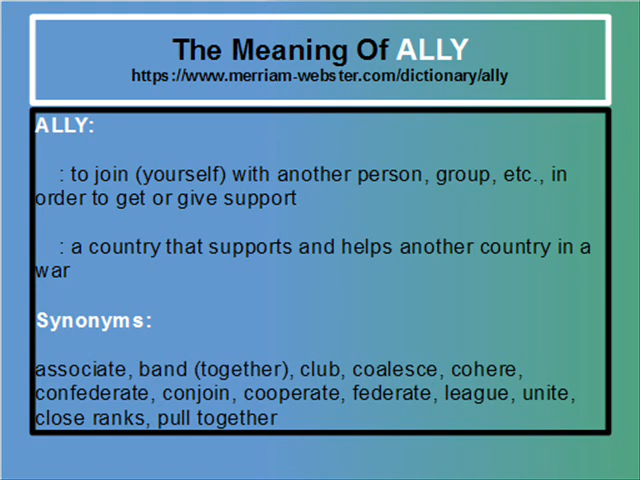 The Meaning Of ALLY
https://www.merriam-webster.com/dictionary/ally
ALLY:
: to join (yourself) with another person, group, etc., in
order to get or give support
: a country that supports and helps another country in a
war
Synonyms:
associate, band (together), club, coalesce, cohere,
confederate, conjoin, cooperate, federate, league, unite,
close ranks, pull together